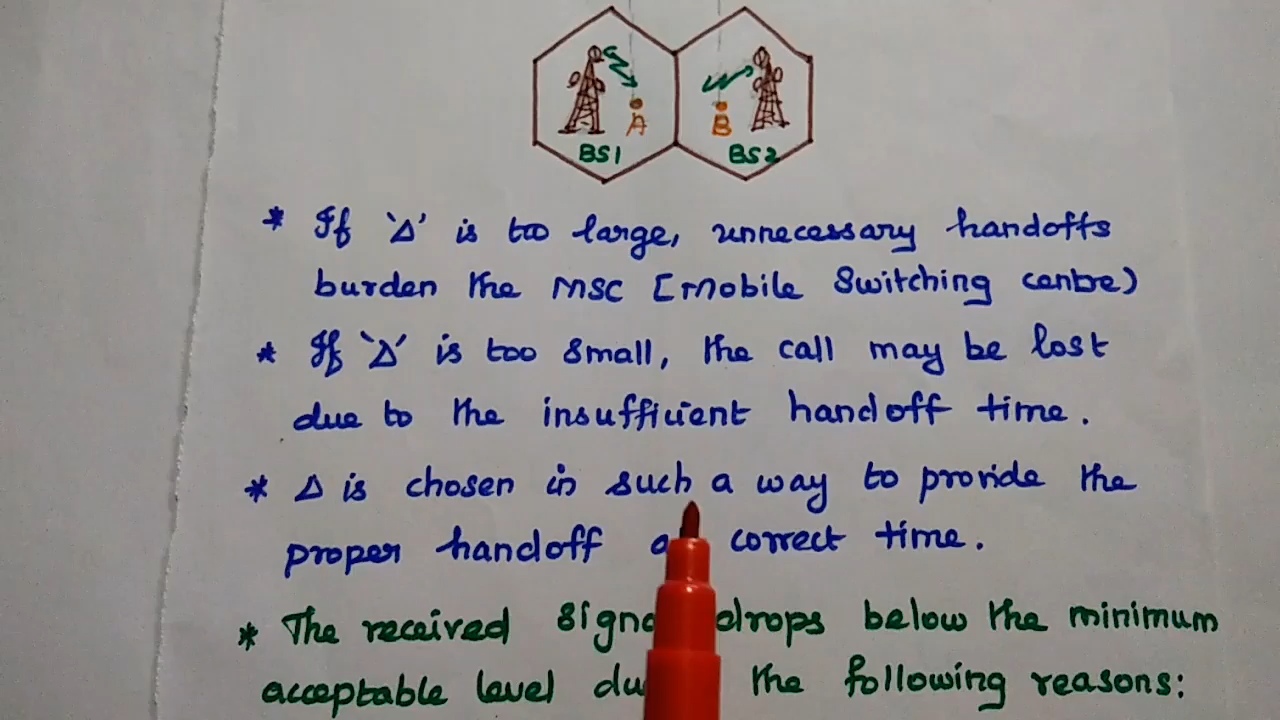 A B
BS1 BS2
* If 'Δ' is too large, unnecessary handoffs
burden the MSC [Mobile Switching centre)
* If 'Δ' is too small, the call may be lost
due to the insufficient handoff time.
* Δ is chosen in such a way to provide the
proper handoff correct time.
* The received drops below the minimum
acceptable level the following reasons: